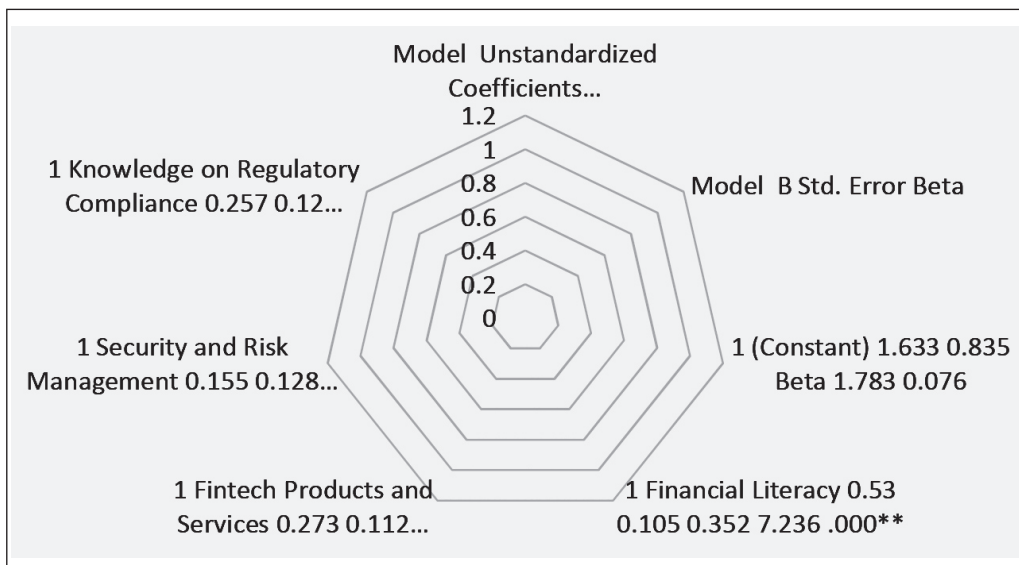 Model Unstandardized
Coefficients...
1.2
1
0.8
0.6
0.4
0.2
0
Model B Std. Error Beta
1 (Constant) 1.633 0.835
Beta 1.783 0.076
1 Financial Literacy 0.53
0.105 0.352 7.236 .000**
1 Fintech Products and
Services 0.273 0.112...
1 Security and Risk
Management 0.155 0.128...
1 Knowledge on Regulatory
Compliance 0.257 0.12...